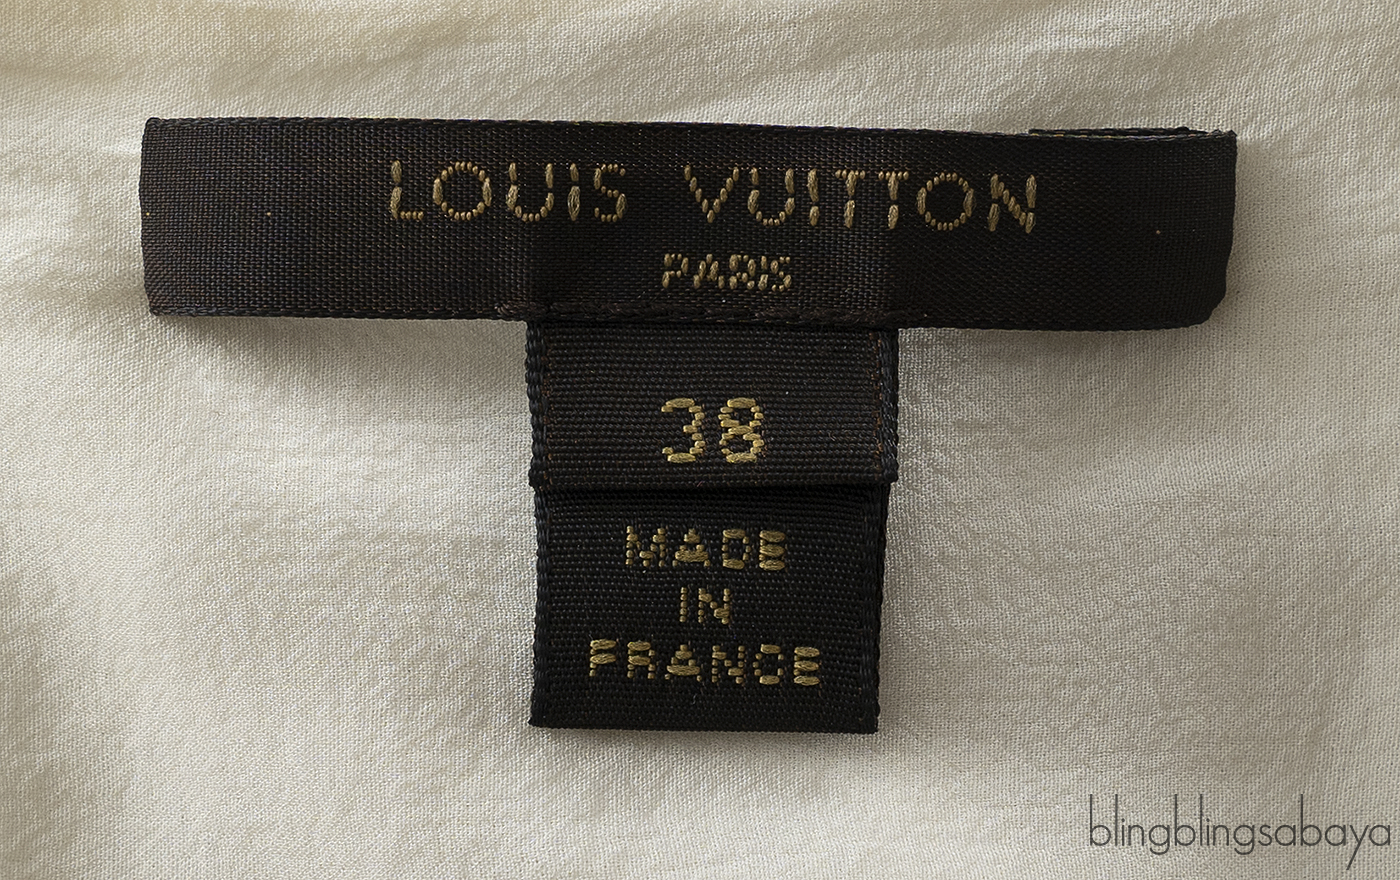 LOUIS VUITTON
PARIS
38
MADE
IN
FRANCE
blingblingsabaya